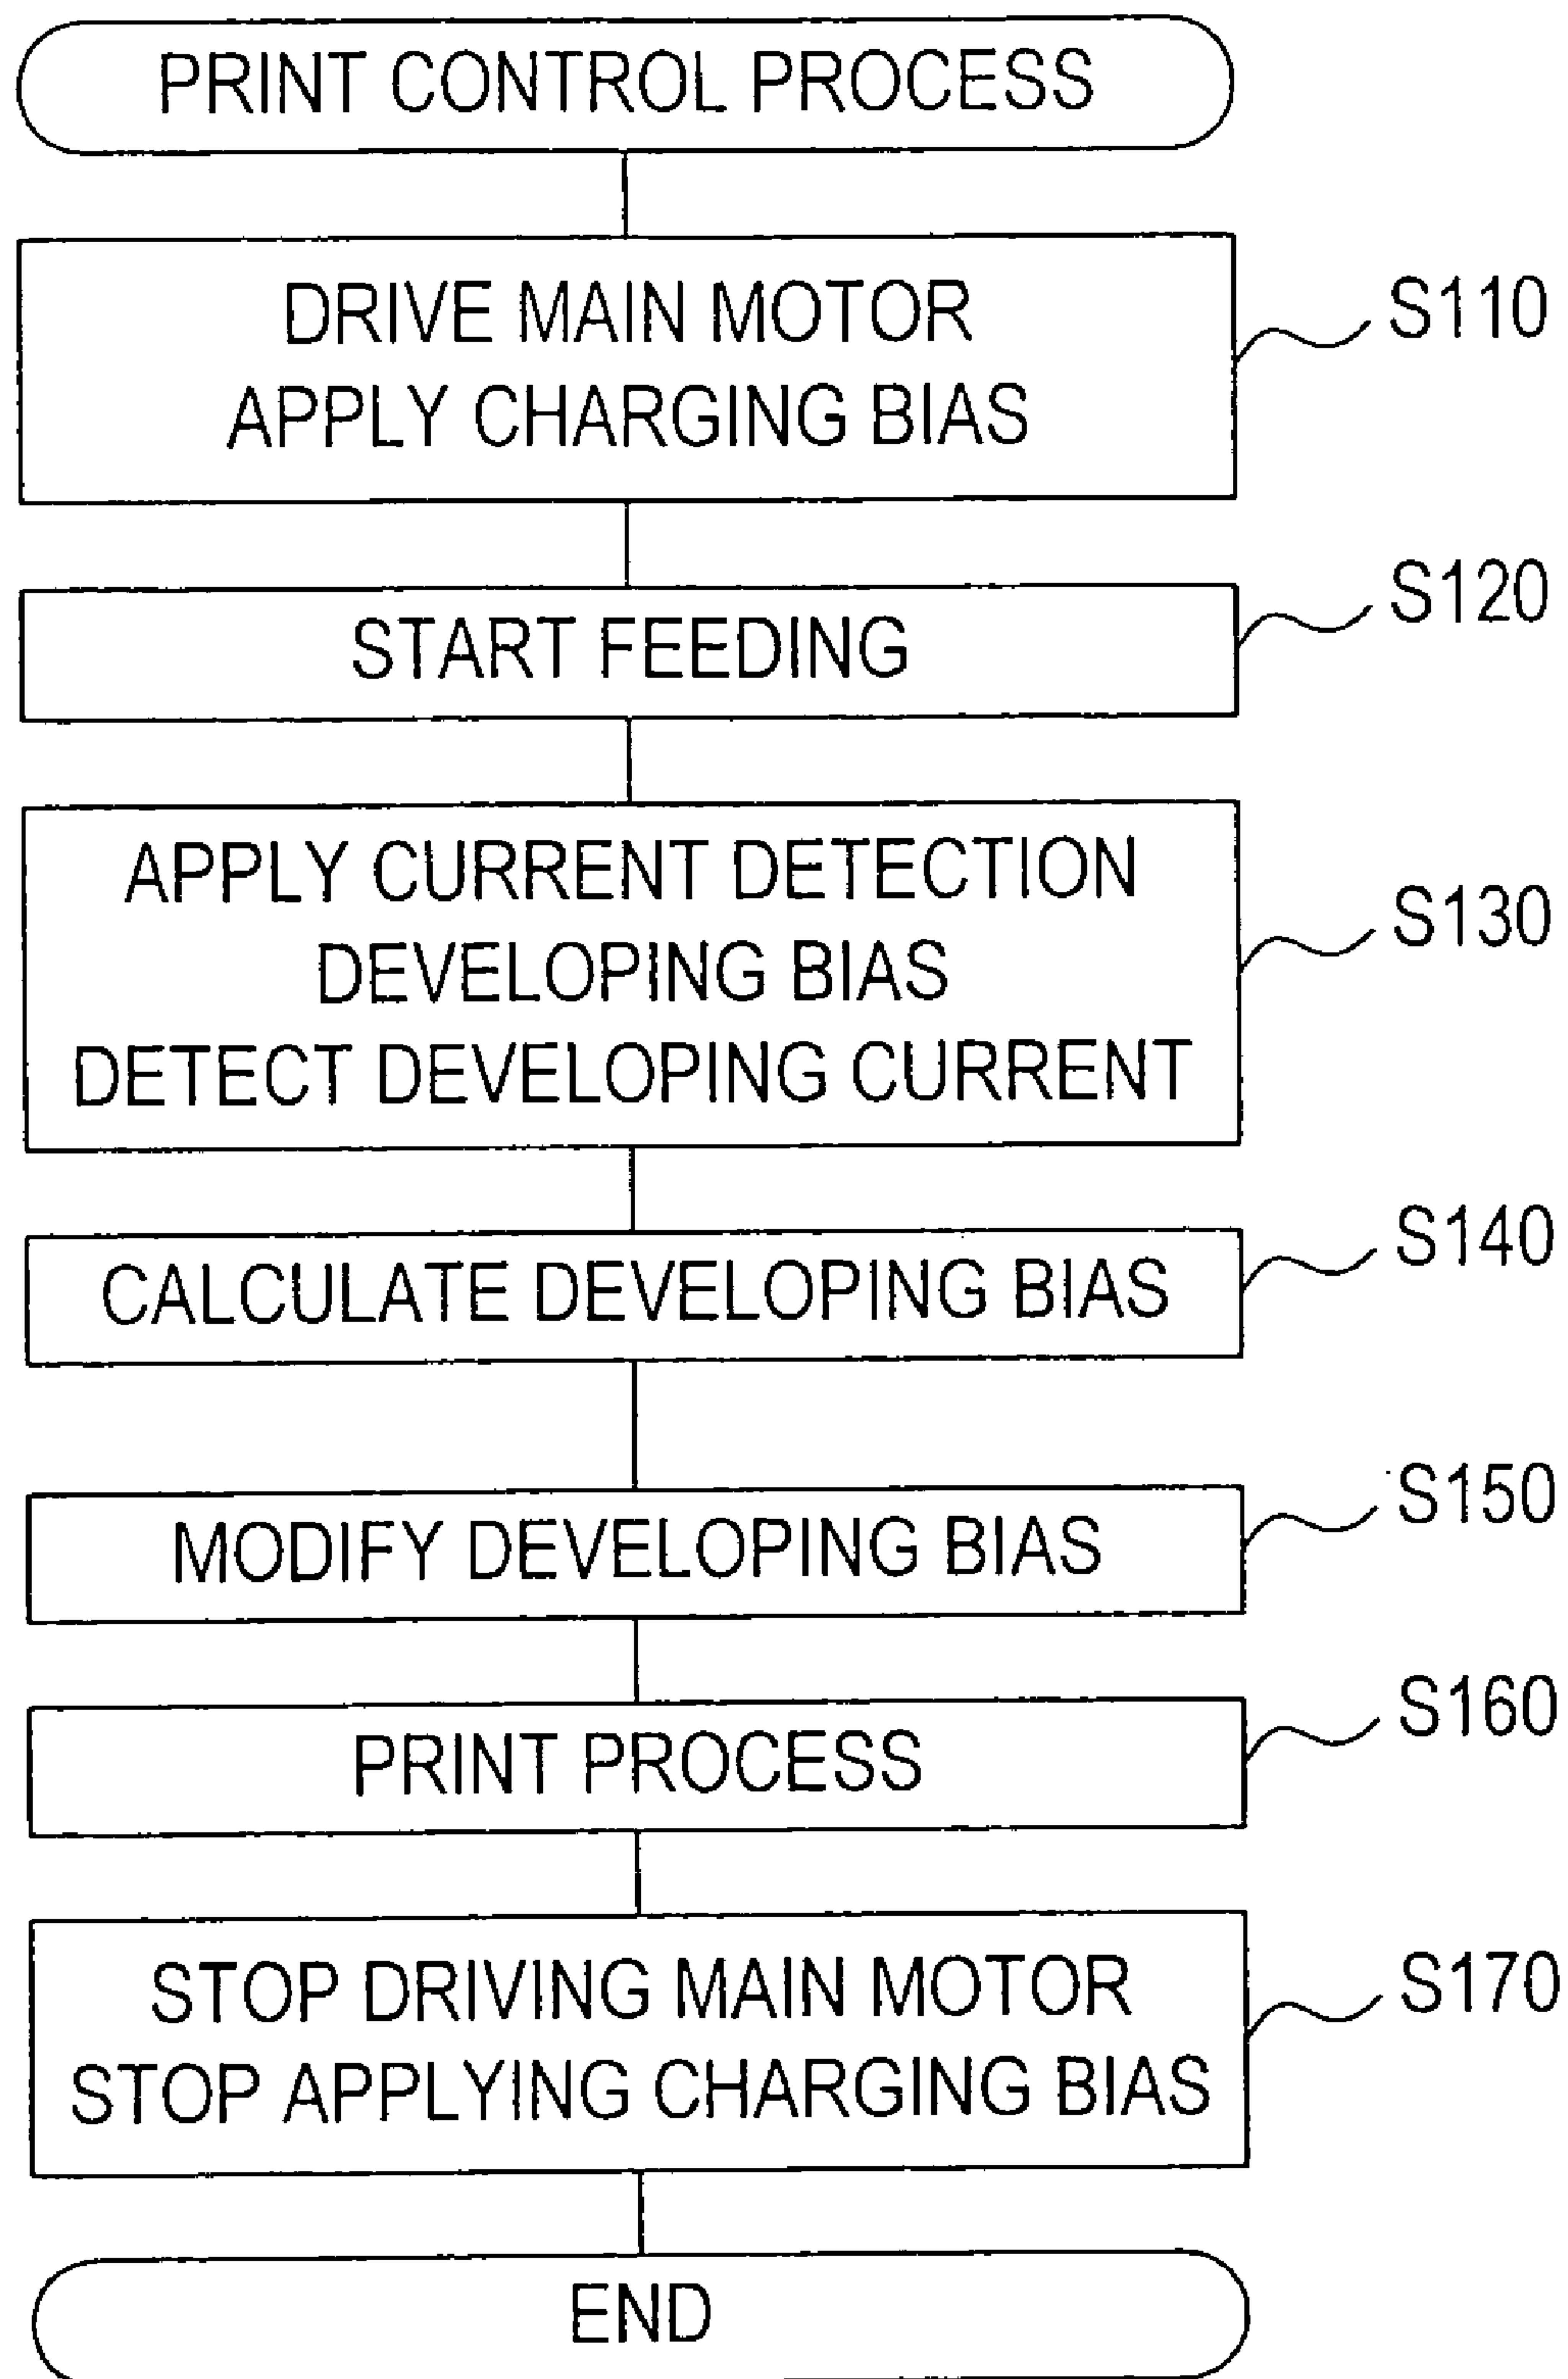 PRINT CONTROL PROCESS
DRIVE MAIN MOTOR
APPLY CHARGING BIAS
S110
START FEEDING
S120
APPLY CURRENT DETECTION
DEVELOPING BIAS
DETECT DEVELOPING CURRENT
S130
CALCULATE DEVELOPING BIAS
S140
MODIFY DEVELOPING BIAS
S150
PRINT PROCESS
S160
STOP DRIVING MAIN MOTOR
STOP APPLYING CHARGING BIAS
S170
END